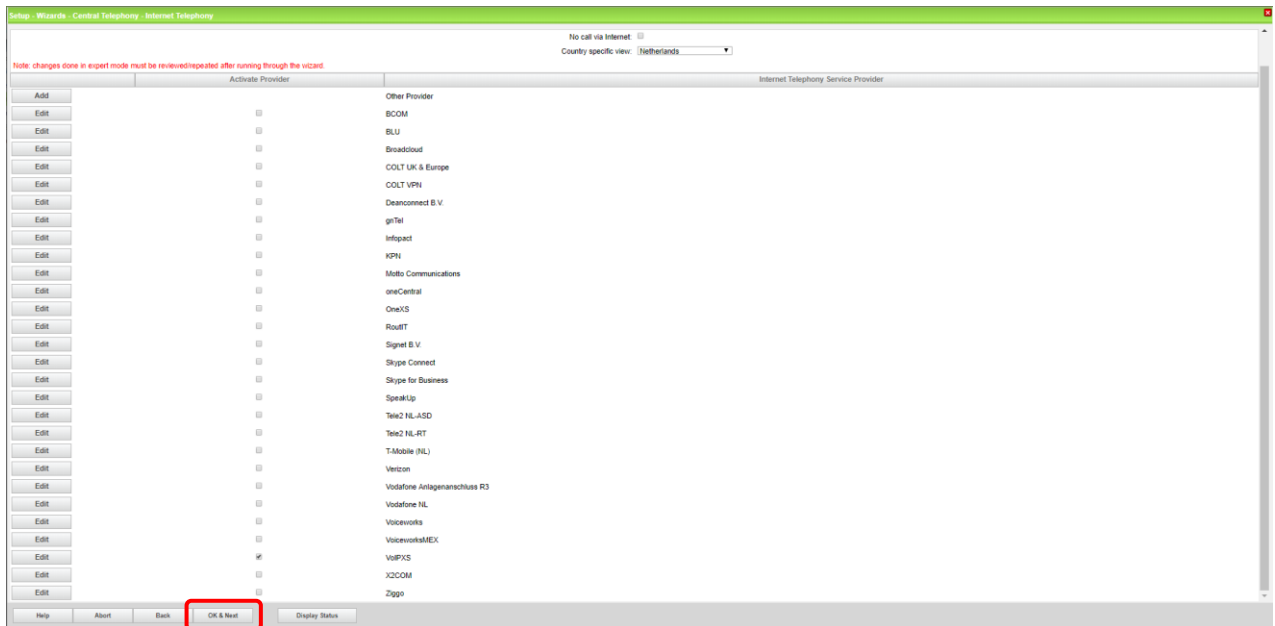 Setup - Wizards - Central Telephony - Internet Telephony
No call via Internet:
Country specific view: Netherlands
Note: changes done in expert mode must be reviewed/repeated after running through the wizard
Activate Provider Internet Telephony Service Provider
Add Other Provider
Edit BCOM
Edit BLU
Edit Broadcloud
Edit COLT UK & Europe
Edit COLT VPN
Edit Deanconnect B.V.
Edit gnTel
Edit Infopact
Edit KPN
Edit Motto Communications
Edit oneCentral
Edit OneXS
Edit RoutIT
Edit Signet B.V.
Edit Skype Connect
Edit Skype for Business
Edit SpeakUp
Edit Tele2 NL-ASD
Edit Tele2 NL-RT
Edit T-Mobile (NL)
Edit Verizon
Edit Vodafone Anlagenanschluss R3
Edit Vodafone NL
Edit Voiceworks
Edit VoiceworksMEX
Edit VoIPXS
Edit X2COM
Edit Ziggo
Help Abort Back OK & Next Display Status